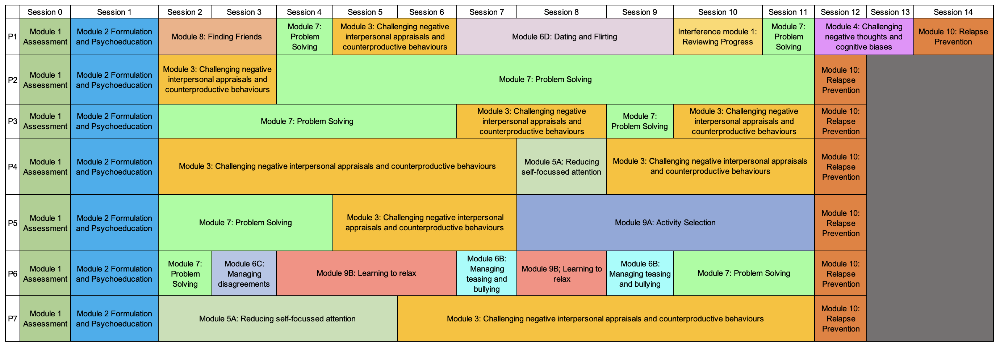 Session 0 Session 1 Session 2 Session 3 Session 4 Session 5 Session 6 Session 7 Session 8 Session 9 Session 10 Session 11 Session 12 Session 13 Session 14
P1
Module 1
Assessment
Module 2 Formulation
and Psychoeducation
Module 8: Finding Friends
Module 7:
Problem
Solving
Module 3: Challenging negative
interpersonal appraisals and
counterproductive behaviours
Module 6D: Dating and Flirting
Interference module 1:
Reviewing Progress
Module 7:
Problem
Solving
Module 4: Challenging
negative thoughts and
cognitive biases
Module 10: Relapse
Prevention
P2
Module 1
Assessment
Module 2 Formulation
and Psychoeducation
Module 3: Challenging negative
interpersonal appraisals and
counterproductive behaviours
Module 7: Problem Solving
Module 10:
Relapse
Prevention
P3
Module 1
Assessment
Module 2 Formulation
and Psychoeducation
Module 7: Problem Solving
Module 3: Challenging negative
interpersonal appraisals and
counterproductive behaviours
Module 7:
Problem Solving
Module 3: Challenging negative
interpersonal appraisals and
counterproductive behaviours
Module 10:
Relapse
Prevention
P4
Module 1
Assessment
Module 2 Formulation
and Psychoeducation
Module 3: Challenging negative interpersonal appraisals and counterproductive behaviours
Module 5A: Reducing
self-focussed attention
Module 3: Challenging negative interpersonal appraisals
and counterproductive behaviours
Module 10:
Relapse
Prevention
P5
Module 1
Assessment
Module 2 Formulation
and Psychoeducation
Module 7: Problem Solving
Module 3: Challenging negative interpersonal
appraisals and counterproductive behaviours
Module 9A: Activity Selection
Module 10:
Relapse
Prevention
P6
Module 1
Assessment
Module 2 Formulation
and Psychoeducation
Module 7:
Problem
Solving
Module 6C:
Managing
disagreements
Module 9B: Learning to relax
Module 6B:
Managing
teasing and
bullying
Module 9B; Learning to
relax
Module 6B:
Managing teasing
and bullying
Module 7: Problem Solving
Module 10:
Relapse
Prevention
P7
Module 1
Assessment
Module 2 Formulation
and Psychoeducation
Module 5A: Reducing self-focussed attention
Module 3: Challenging negative interpersonal appraisals and counterproductive behaviours
Module 10:
Relapse
Prevention